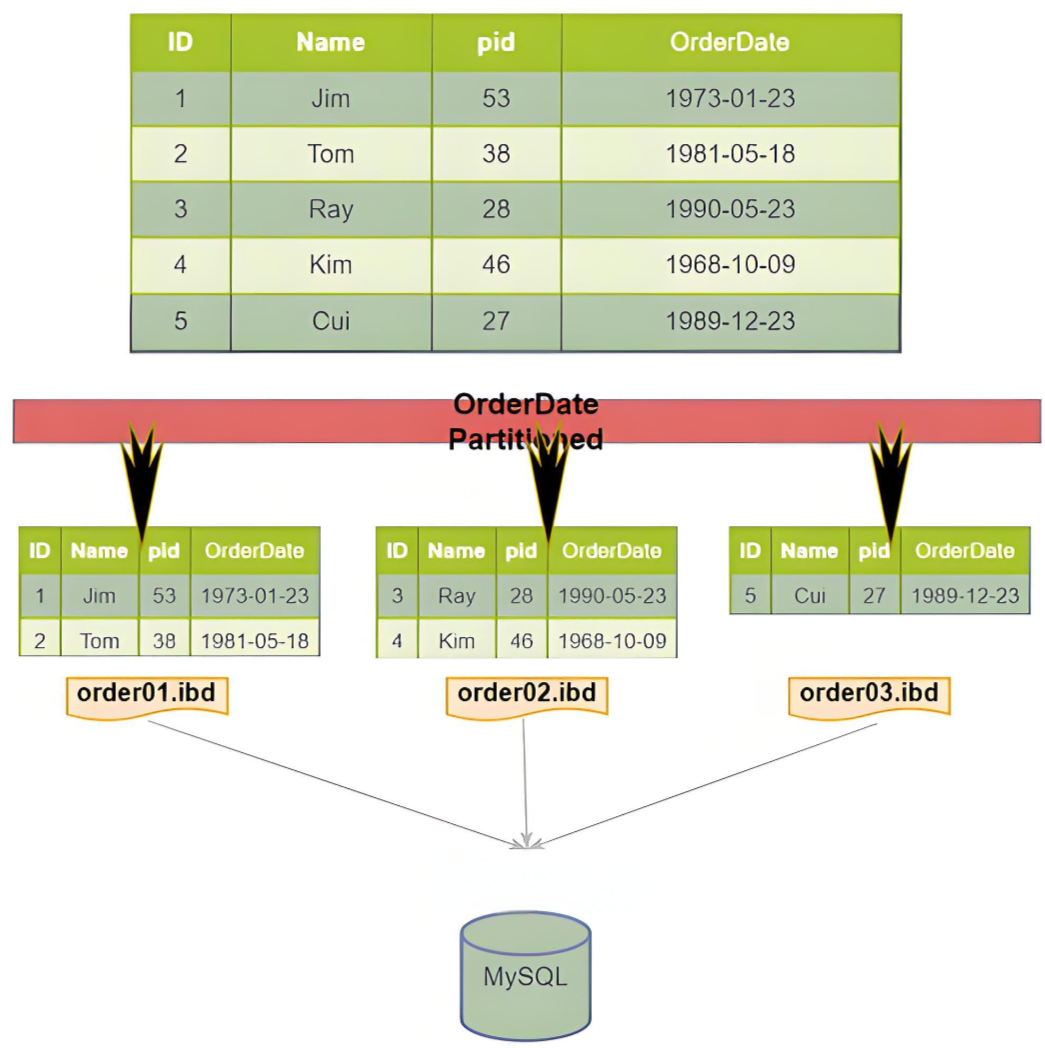 ID Name pid OrderDate
1 Jim 53 1973-01-23
2 Tom 38 1981-05-18
3 Ray 28 1990-05-23
4 Kim 46 1968-10-09
5 Cui 27 1989-12-23
OrderDate
Partitioned
ID Name pid OrderDate
1 Jim 53 1973-01-23
2 Tom 38 1981-05-18
order01.ibd
ID Name pid OrderDate
3 Ray 28 1990-05-23
4 Kim 46 1968-10-09
order02.ibd
ID Name pid OrderDate
5 Cui 27 1989-12-23
order03.ibd
MySQL